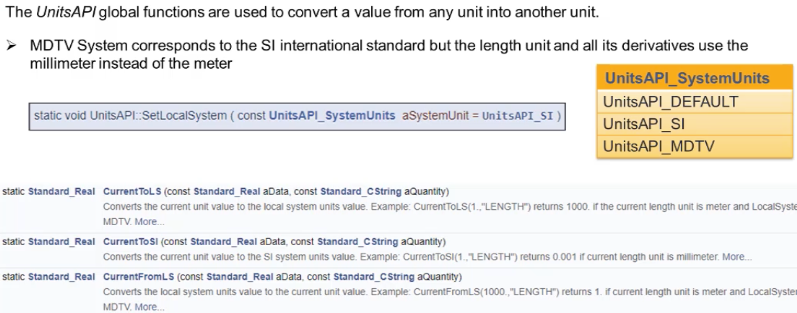 The UnitsAPI global functions are used to convert a value from any unit into another unit.
➢ MDTV System corresponds to the SI international standard but the length unit and all its derivatives use the
millimeter instead of the meter
static void UnitsAPI::SetLocalSystem ( const UnitsAPI_SystemUnits aSystemUnit = UnitsAPI_SI )
UnitsAPI_SystemUnits
UnitsAPI_DEFAULT
UnitsAPI_SI
UnitsAPI_MDTV
static Standard_Real CurrentToLS (const Standard_Real aData, const Standard_CString aQuantity)
Converts the current unit value to the local system units value. Example: CurrentToLS(1.,"LENGTH") returns 1000. if the current length unit is meter and LocalSyste
MDTV. More...
static Standard_Real CurrentToSI (const Standard_Real aData, const Standard_CString aQuantity)
Converts the current unit value to the SI system units value. Example: CurrentToSI(1.,"LENGTH") returns 0.001 if current length unit is millimeter. More...
static Standard_Real CurrentFromLS (const Standard_Real aData, const Standard_CString aQuantity)
Converts the local system units value to the current unit value. Example: CurrentFromLS(1000.,"LENGTH") returns 1. if current length unit is meter and LocalSyste
MDTV. More...